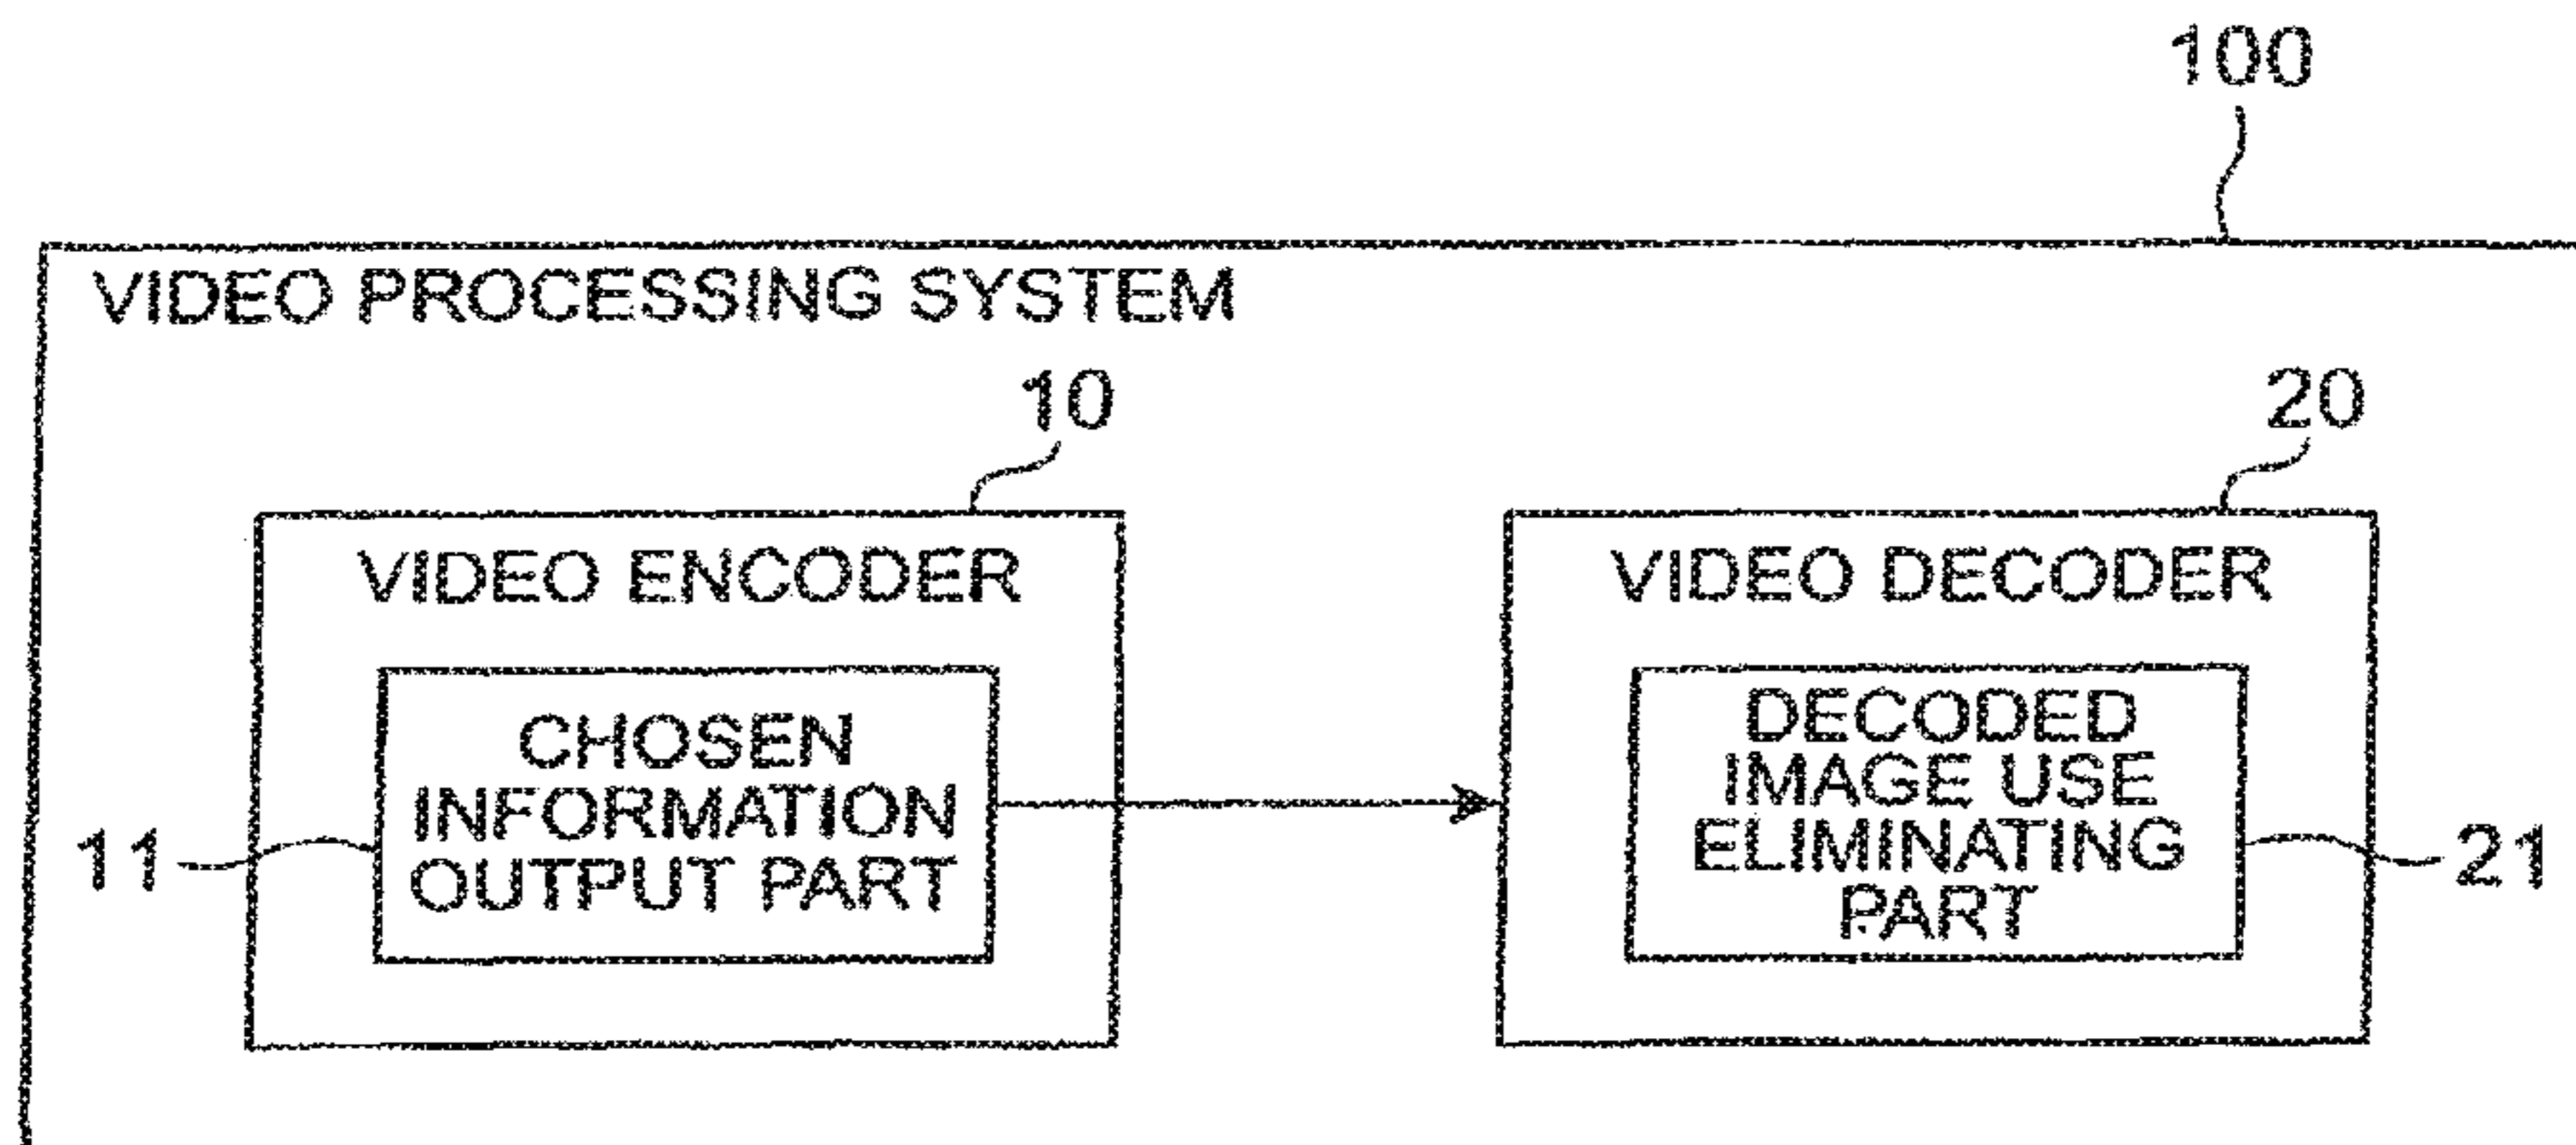 100
VIDEO PROCESSING SYSTEM
10
20
VIDEO ENCODER
VIDEO DECODER
CHOSEN
INFORMATION
OUTPUT PART
11
DECODED
IMAGE USE
ELIMINATING
PART
21